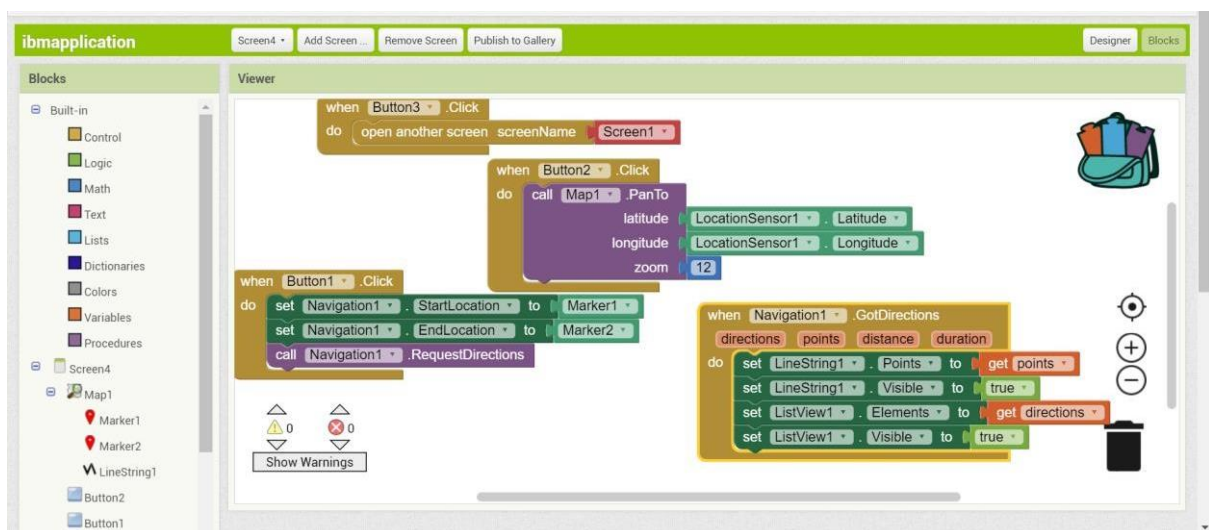 ibmapplication
Screen4 Add Screen ... Remove Screen Publish to Gallery
Designer Blocks
Blocks
Built-in
Control
Logic
Math
Text
Lists
Dictionaries
Colors
Variables
Procedures
Screen4
Map1
Marker1
Marker2
LineString1
Button2
Button1
Viewer
when Button3 .Click
do open another screen screenName Screen1
when Button2 .Click
do call Map1 .PanTo
latitude LocationSensor1 . Latitude
longitude LocationSensor1 . Longitude
zoom 12
when Button1 .Click
do set Navigation1 . StartLocation to Marker1
set Navigation1 . EndLocation to Marker2
call Navigation1 .RequestDirections
when Navigation1 .GotDirections
directions points distance duration
do set LineString1 . Points to get points
set LineString1 . Visible to true
set ListView1 . Elements to get directions
set ListView1 . Visible to true
0 0
Show Warnings